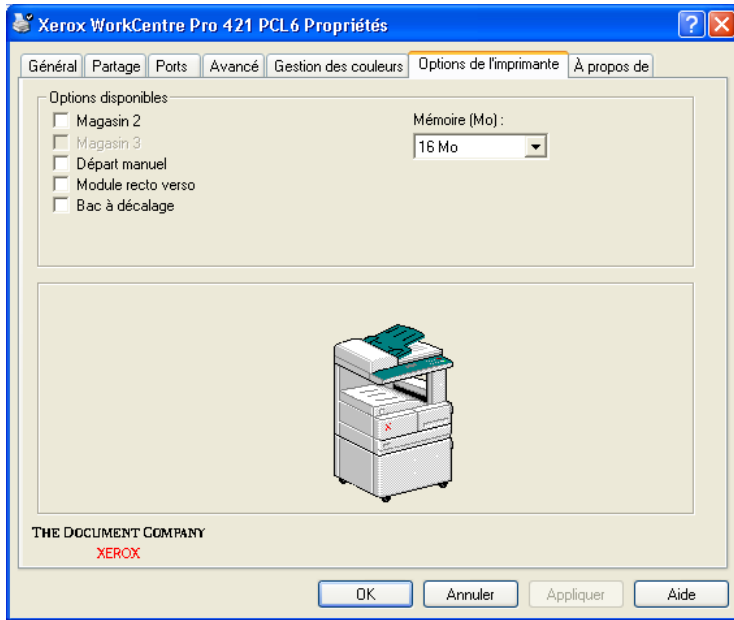 Xerox WorkCentre Pro 421 PCL6 Propriétés
Général Partage Ports Avancé Gestion des couleurs Options de l'imprimante À propos de
Options disponibles
Magasin 2
Magasin 3
Départ manuel
Module recto verso
Bac à décalage
Mémoire (Mo) :
16 Mo
THE DOCUMENT COMPANY
XEROX
OK Annuler Appliquer Aide